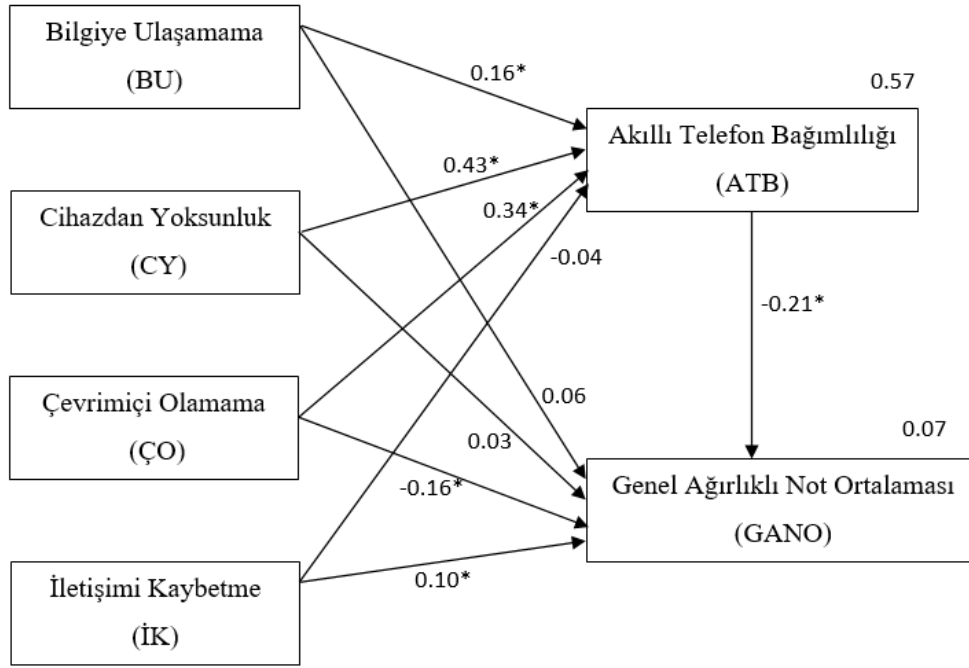 Bilgiye Ulaşamama
(BU)
0.16*
0.57
Akıllı Telefon Bağımlılığı
(ATB)
0.43*
Cihazdan Yoksunluk
(CY)
0.34*
-0.04
-0.21*
Çevrimiçi Olamama
(ÇO)
0.06
0.03
0.07
-0.16*
Genel Ağırlıklı Not Ortalaması
(GANO)
İletişimi Kaybetme
(İK)
0.10*